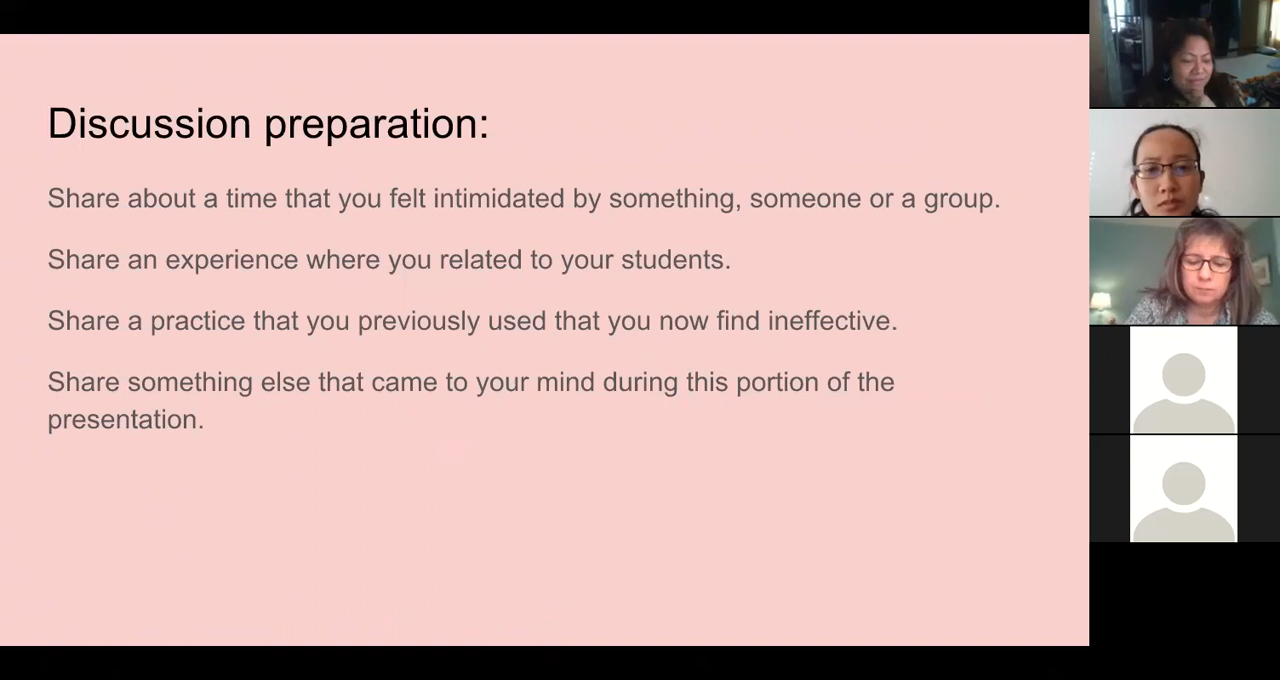 Discussion preparation:
Share about a time that you felt intimidated by something, someone or a group.
Share an experience where you related to your students.
Share a practice that you previously used that you now find ineffective.
Share something else that came to your mind during this portion of the
presentation.